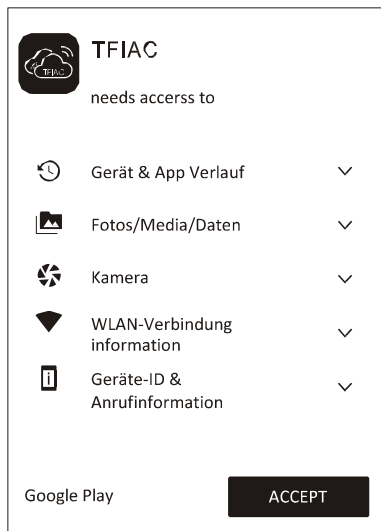 TFIAC
TFIAC
needs accerss to
Gerät & App Verlauf
Fotos/Media/Daten
Kamera
WLAN-Verbindung
information
Geräte-ID &
Anrufinformation
Google Play
ACCEPT